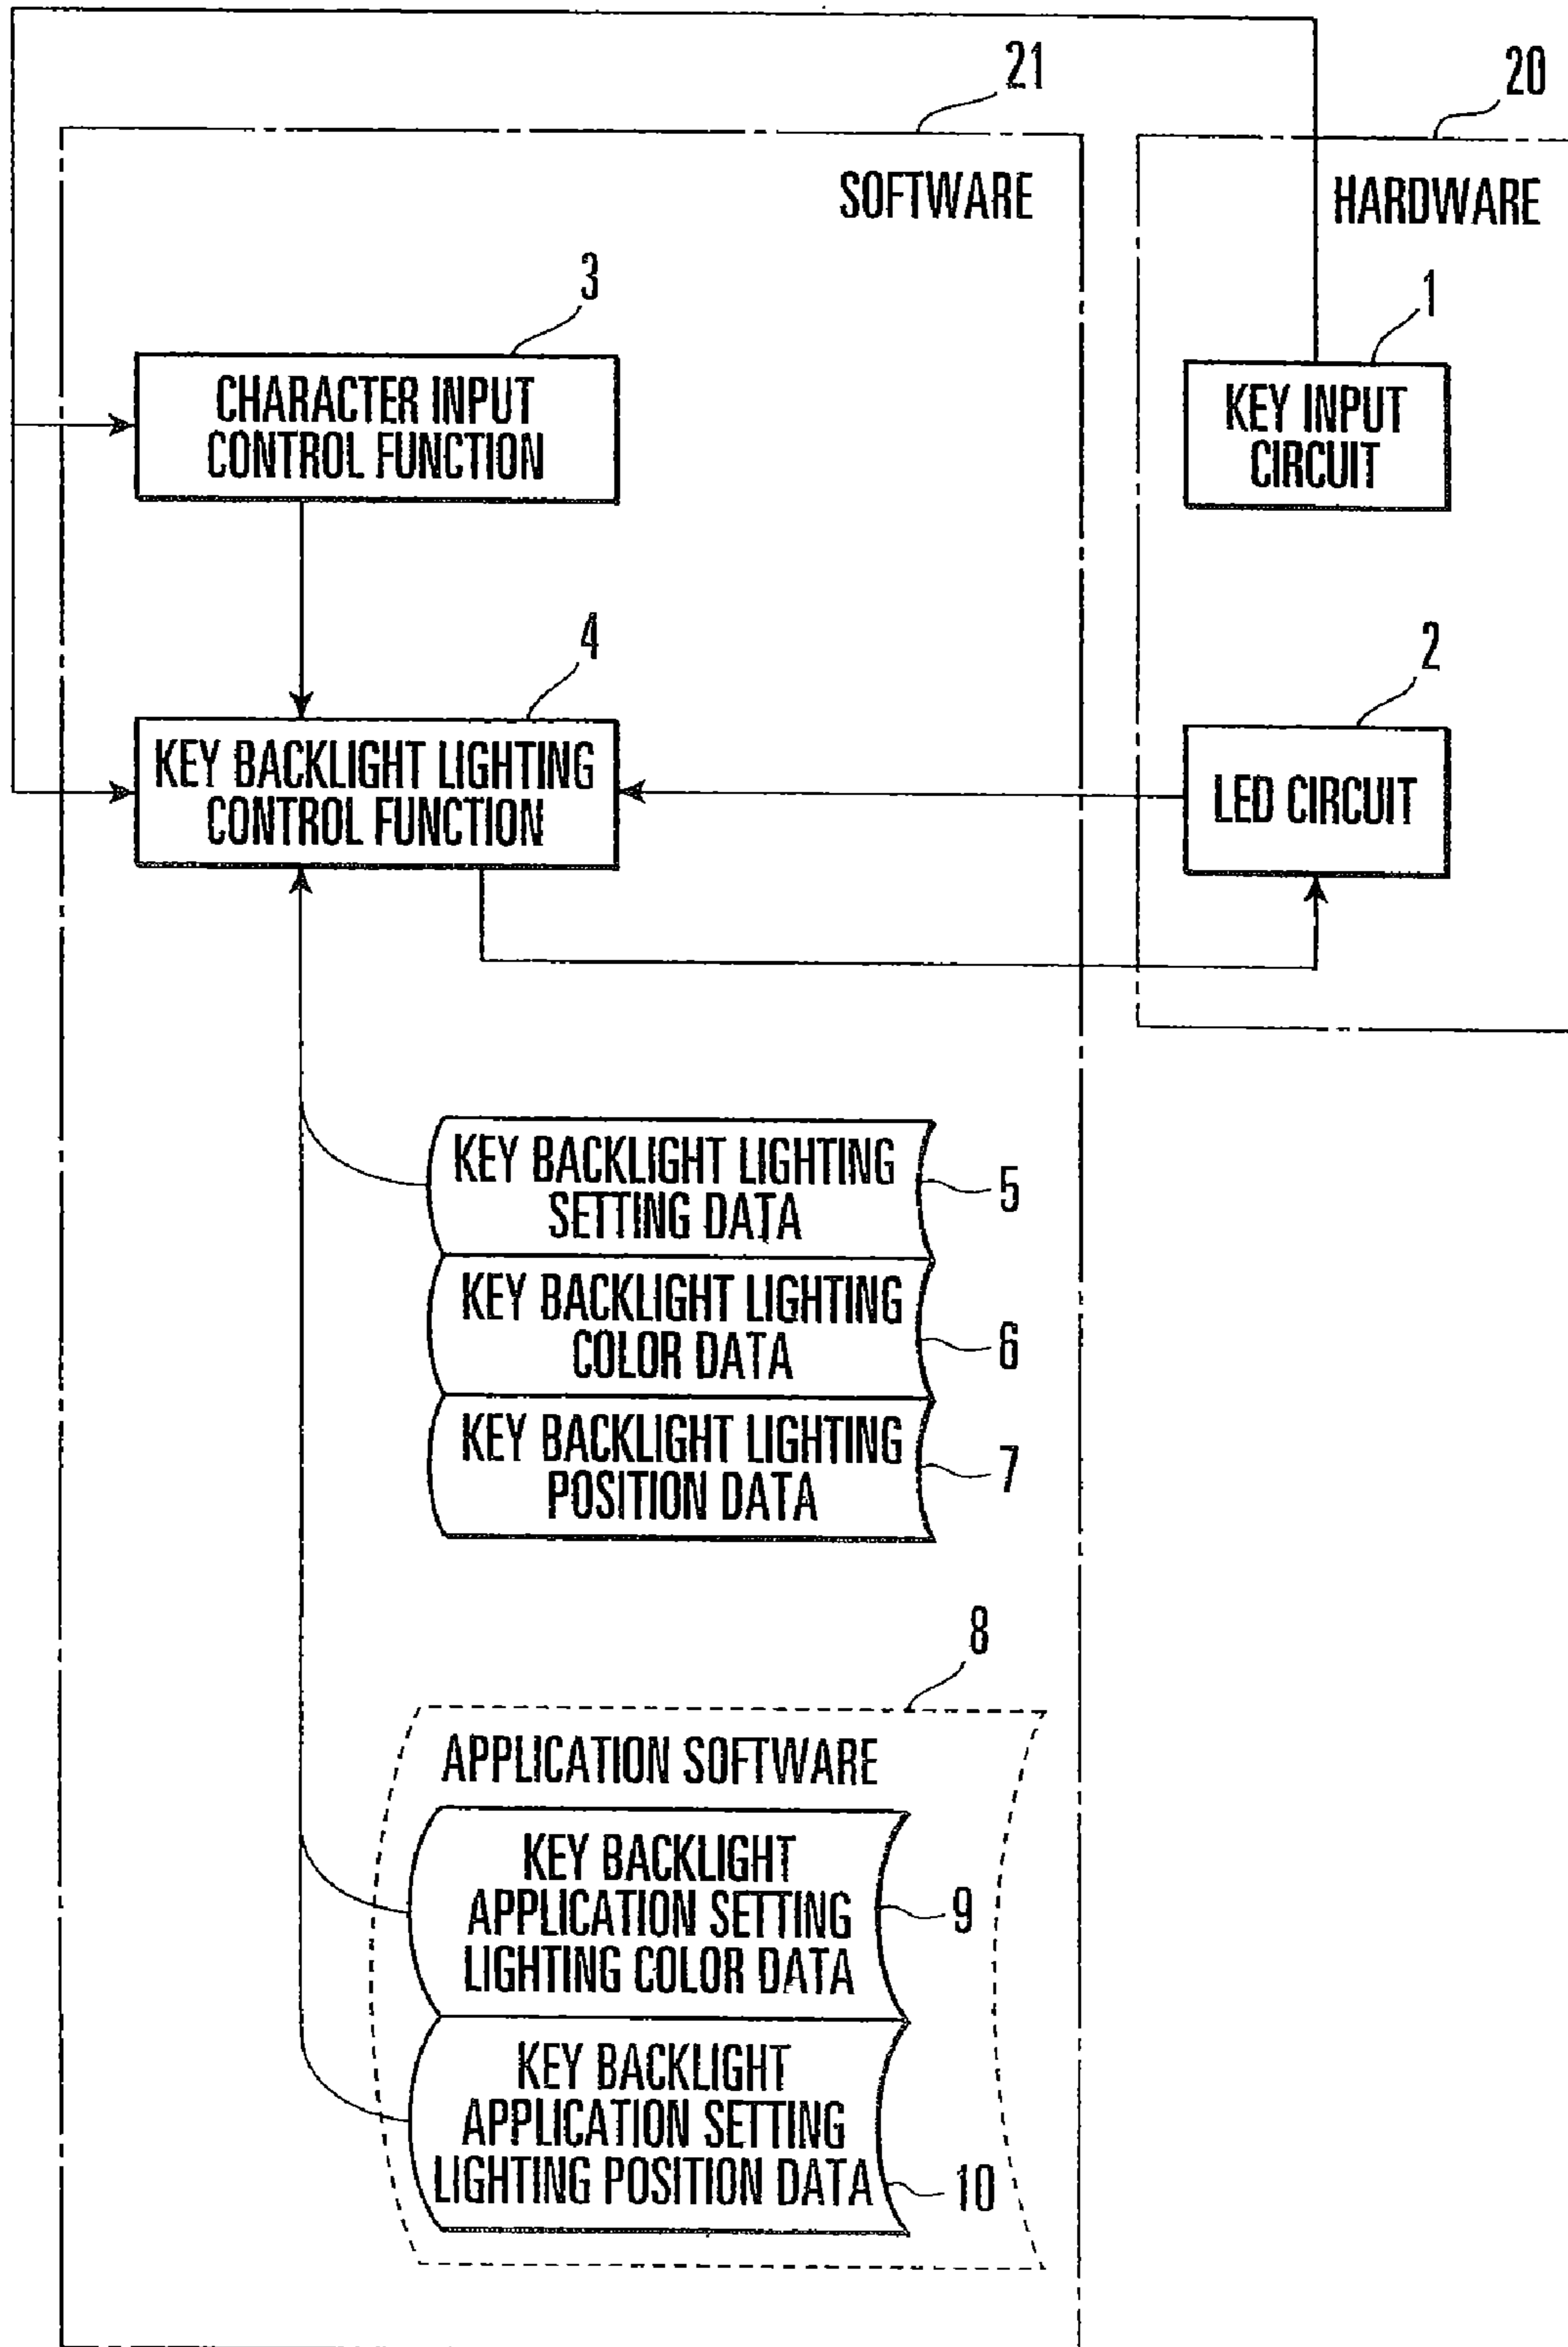 21
20
SOFTWARE
HARDWARE
3
1
CHARACTER INPUT
CONTROL FUNCTION
KEY INPUT
CIRCUIT
4
2
KEY BACKLIGHT LIGHTING
CONTROL FUNCTION
LED CIRCUIT
KEY BACKLIGHT LIGHTING
SETTING DATA
5
KEY BACKLIGHT LIGHTING
COLOR DATA
6
KEY BACKLIGHT LIGHTING
POSITION DATA
7
8
APPLICATION SOFTWARE
KEY BACKLIGHT
APPLICATION SETTING
LIGHTING COLOR DATA
9
KEY BACKLIGHT
APPLICATION SETTING
LIGHTING POSITION DATA
10